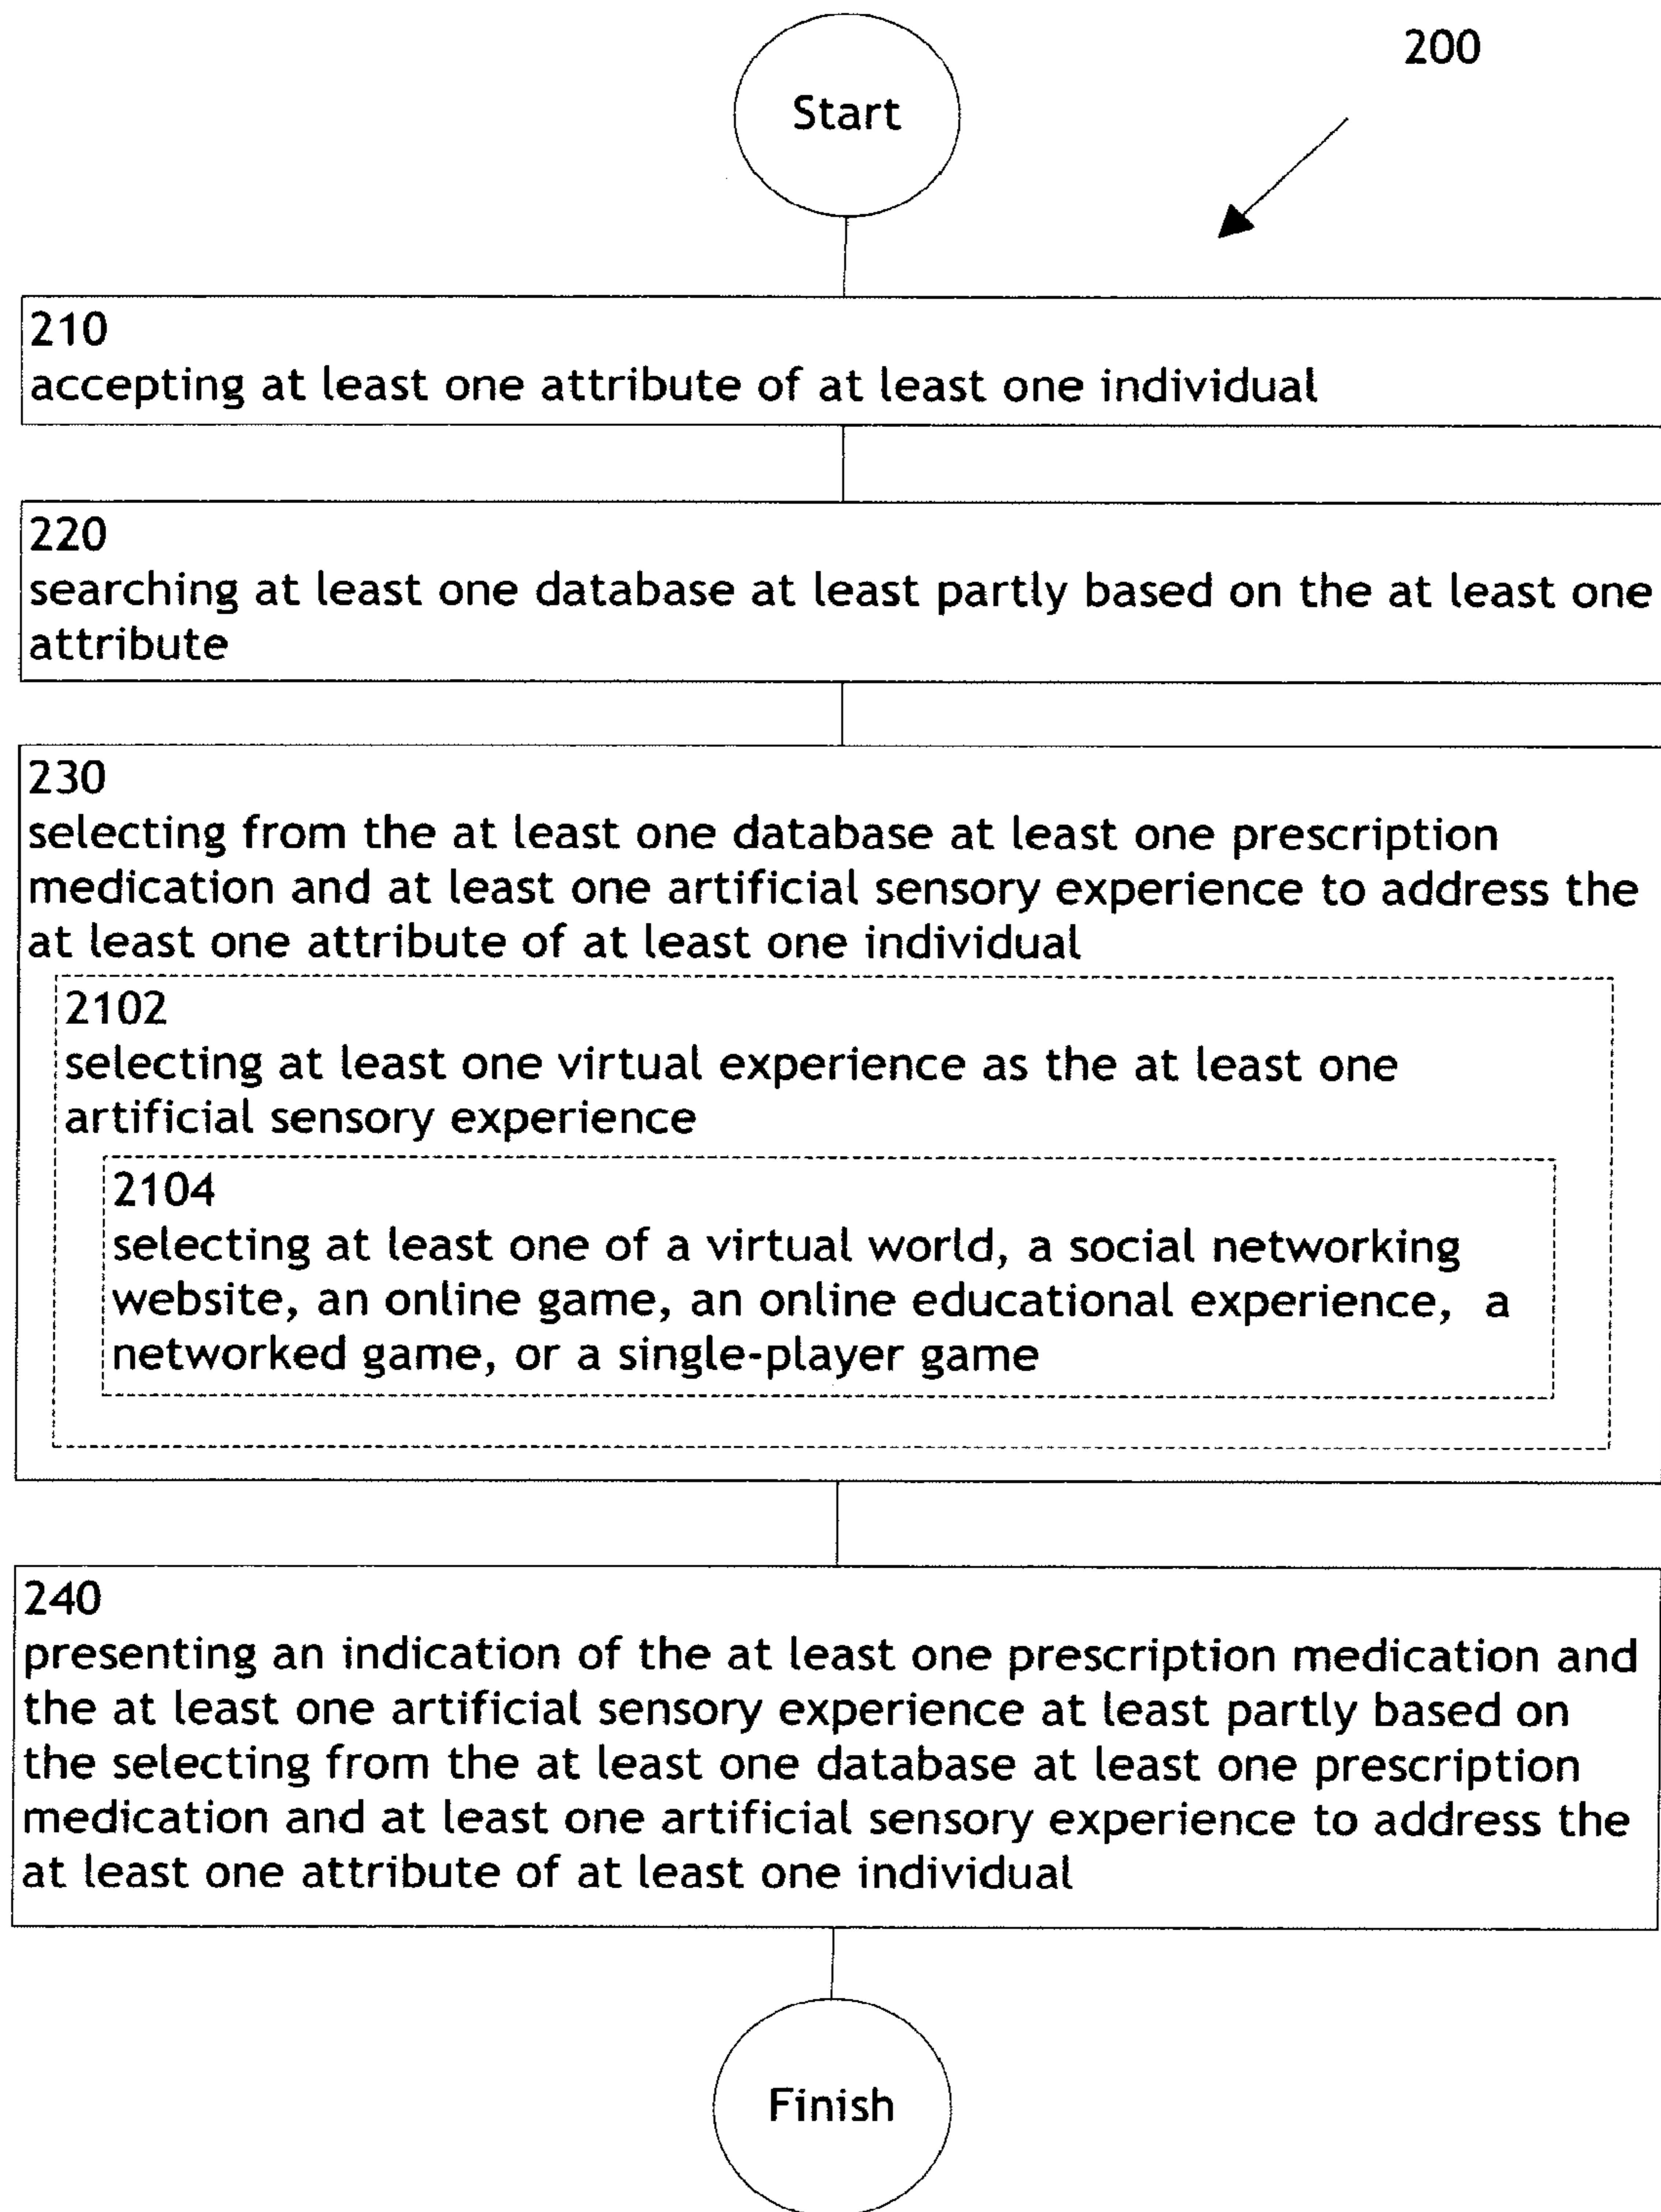 Start
200
210
accepting at least one attribute of at least one individual
220
searching at least one database at least partly based on the at least one
attribute
230
selecting from the at least one database at least one prescription
medication and at least one artificial sensory experience to address the
at least one attribute of at least one individual
2102
selecting at least one virtual experience as the at least one
artificial sensory experience
2104
selecting at least one of a virtual world, a social networking
website, an online game, an online educational experience, a
networked game, or a single-player game
240
presenting an indication of the at least one prescription medication and
the at least one artificial sensory experience at least partly based on
the selecting from the at least one database at least one prescription
medication and at least one artificial sensory experience to address the
at least one attribute of at least one individual
Finish